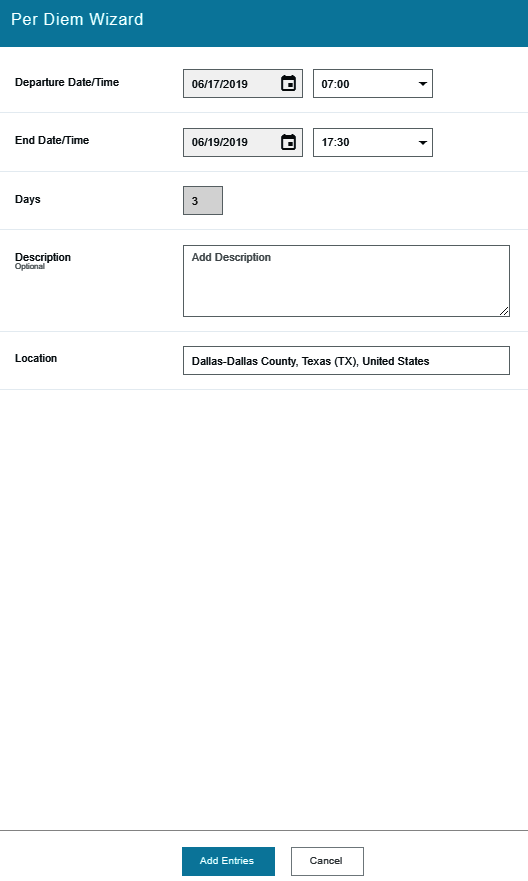 Per Diem Wizard
Departure Date/Time
06/17/2019
07:00
End Date/Time
06/19/2019
17:30
Days
3
Description
Optional
Add Description
Location
Dallas-Dallas County, Texas (TX), United States
Add Entries
Cancel